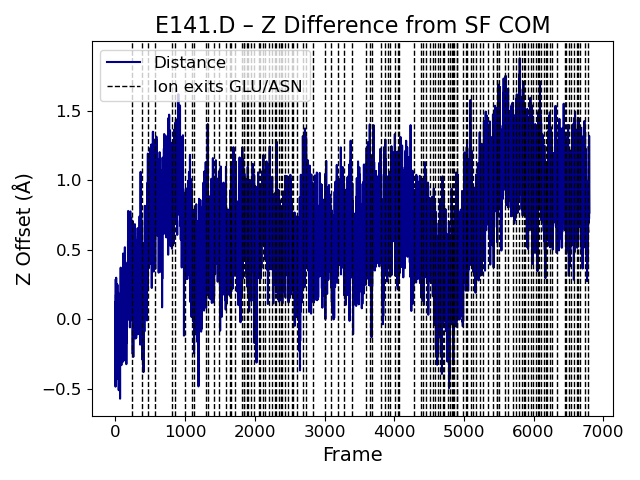 E141.D – Z Difference from SF COM
Distance
Ion exits GLU/ASN
1.5
1.0
0.5
0.0
−0.5
Z Offset (Å)
0 1000 2000 3000 4000 5000 6000 7000
Frame